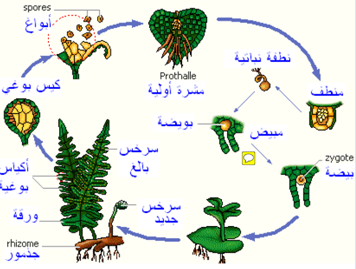 spores
أبواغ
كيس بوغي
Prothalle
مشرة أولية
نطفة نباتية
منطف
بويضة
مبيض
zygote
بيضة
سرخس
بالغ
أكياس
بوغية
ورقة
سرخس
جديد
rhizome
جذمور